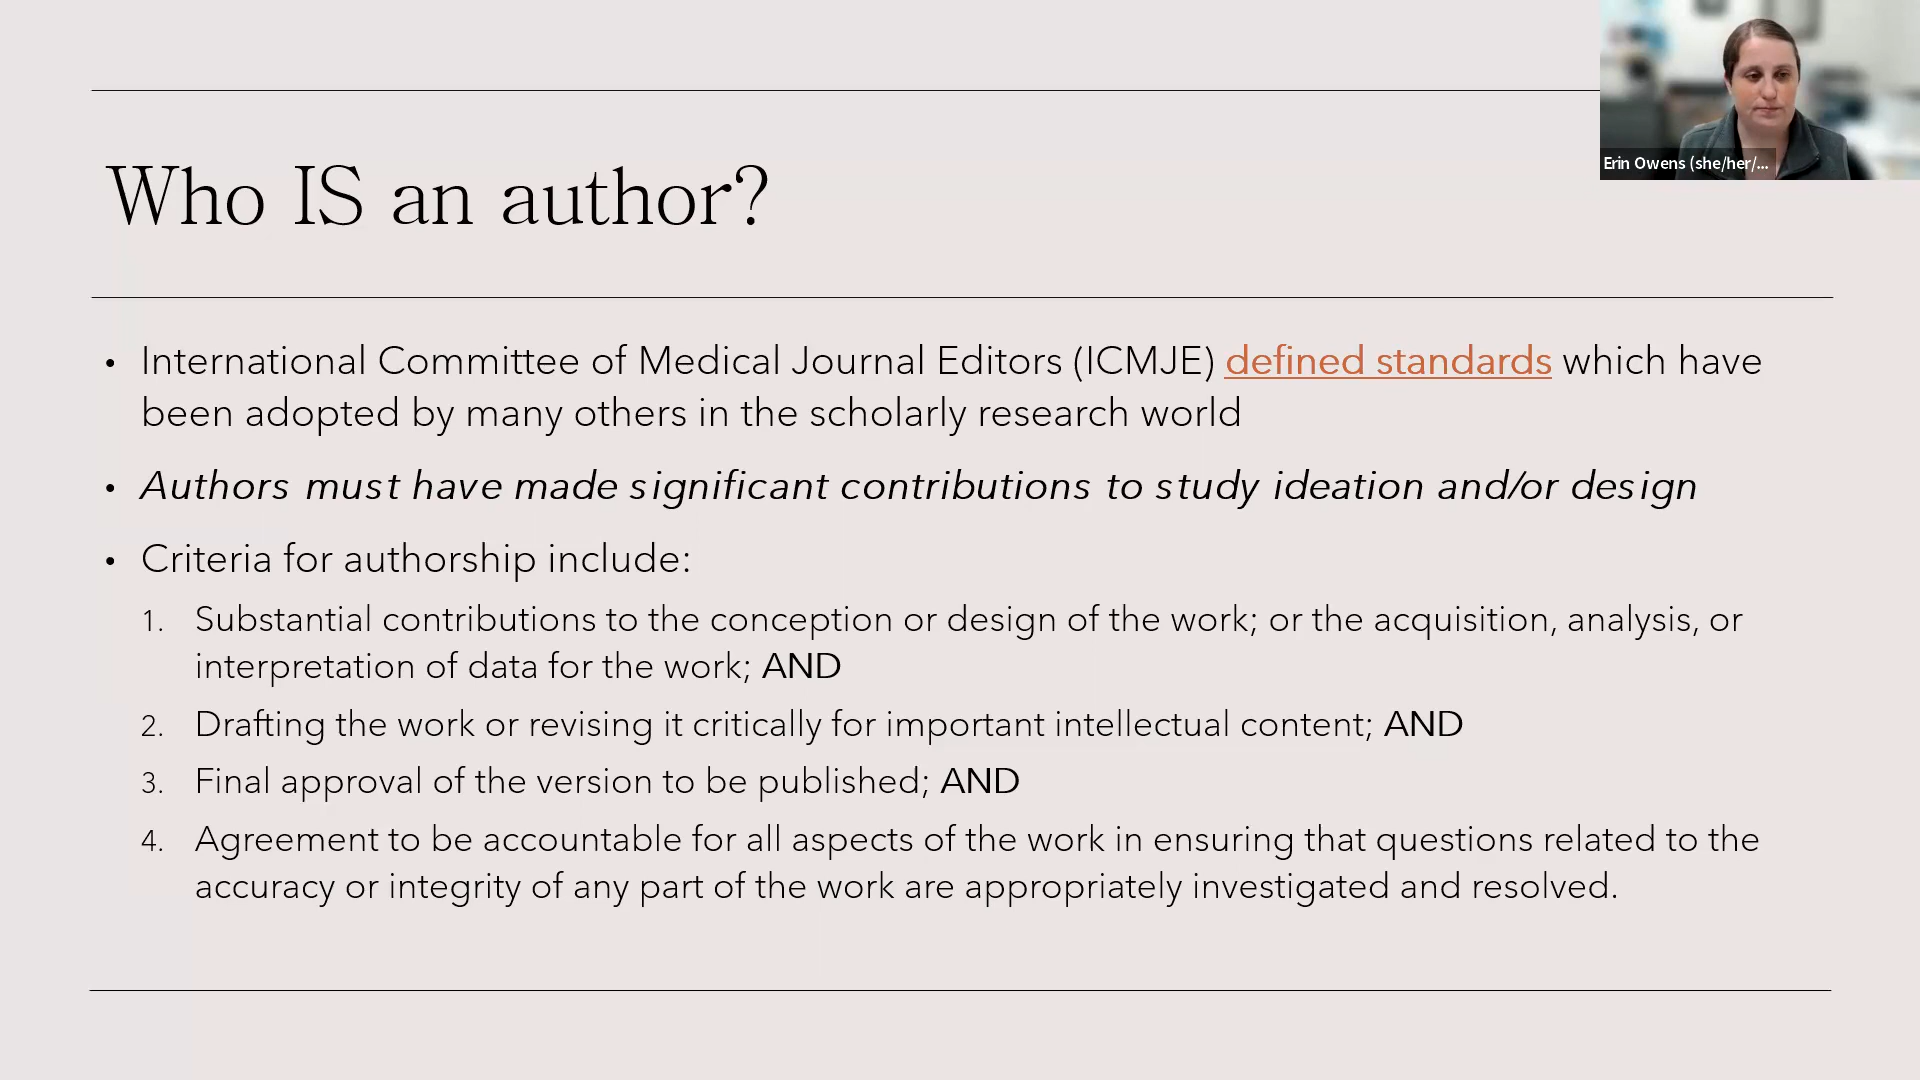 Erin Owens (she/her/...
Who IS an author?
• International Committee of Medical Journal Editors (ICMJE) defined standards which have
been adopted by many others in the scholarly research world
• Authors must have made significant contributions to study ideation and/or design
• Criteria for authorship include:
1. Substantial contributions to the conception or design of the work; or the acquisition, analysis, or
interpretation of data for the work; AND
2. Drafting the work or revising it critically for important intellectual content; AND
3. Final approval of the version to be published; AND
4. Agreement to be accountable for all aspects of the work in ensuring that questions related to the
accuracy or integrity of any part of the work are appropriately investigated and resolved.